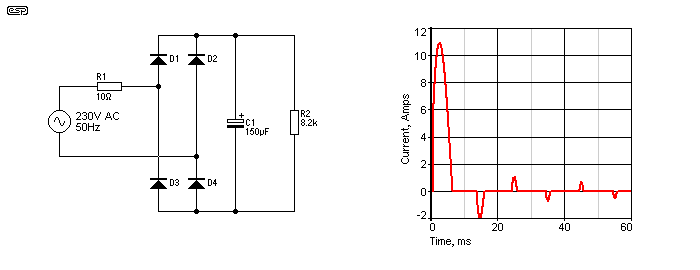 esp
D1
D2
R1
10Ω
230V AC
50Hz
C1
150µF
+
R2
8.2k
D3
D4
Current, Amps
12
10
8
6
4
2
0
-2
0
20
40
60
Time, ms